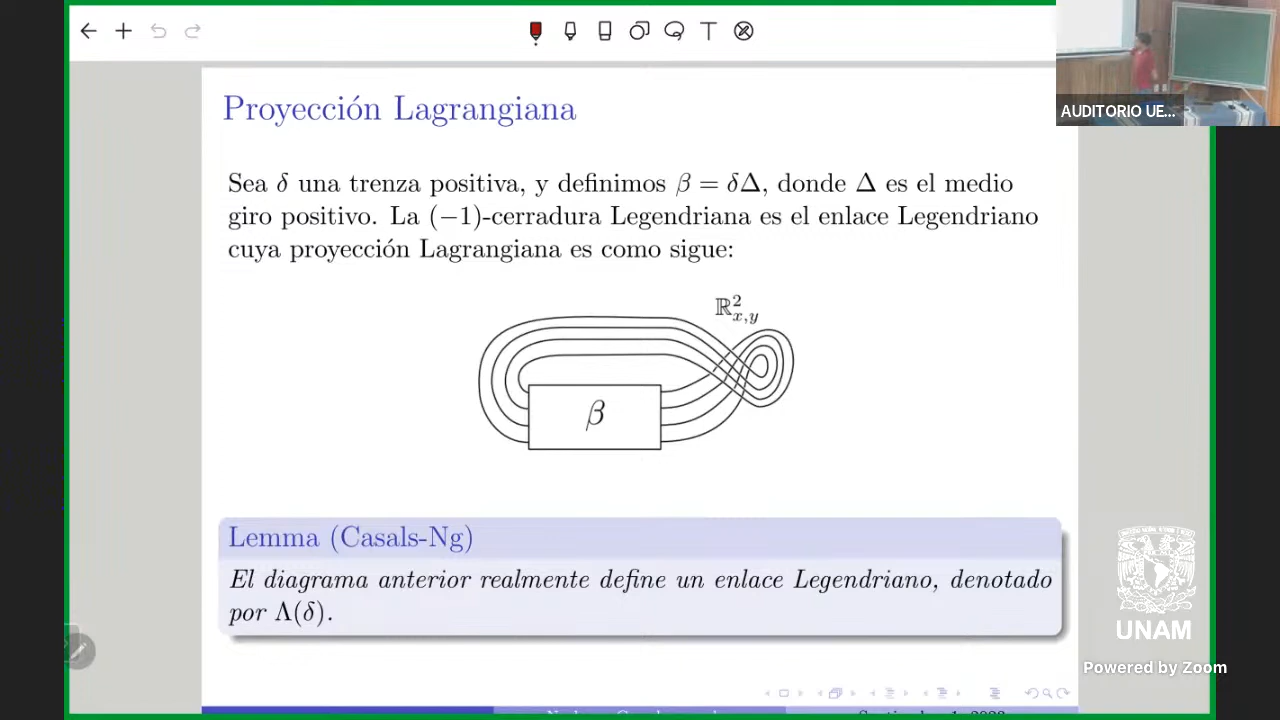 AUDITORIO UE...
Proyección Lagrangiana
Sea δ una trenza positiva, y definimos β = δΔ, donde Δ es el medio
giro positivo. La (−1)-cerradura Legendriana es el enlace Legendriano
cuya proyección Lagrangiana es como sigue:
ℝ²x,y
β
Lemma (Casals-Ng)
El diagrama anterior realmente define un enlace Legendriano, denotado
por Λ(δ).
UNAM
Powered by Zoom